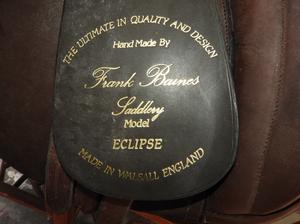 THE ULTIMATE IN QUALITY AND DESIGN
Hand Made By
Frank Baines
Saddlery
Model
ECLIPSE
MADE IN WALSALL ENGLAND